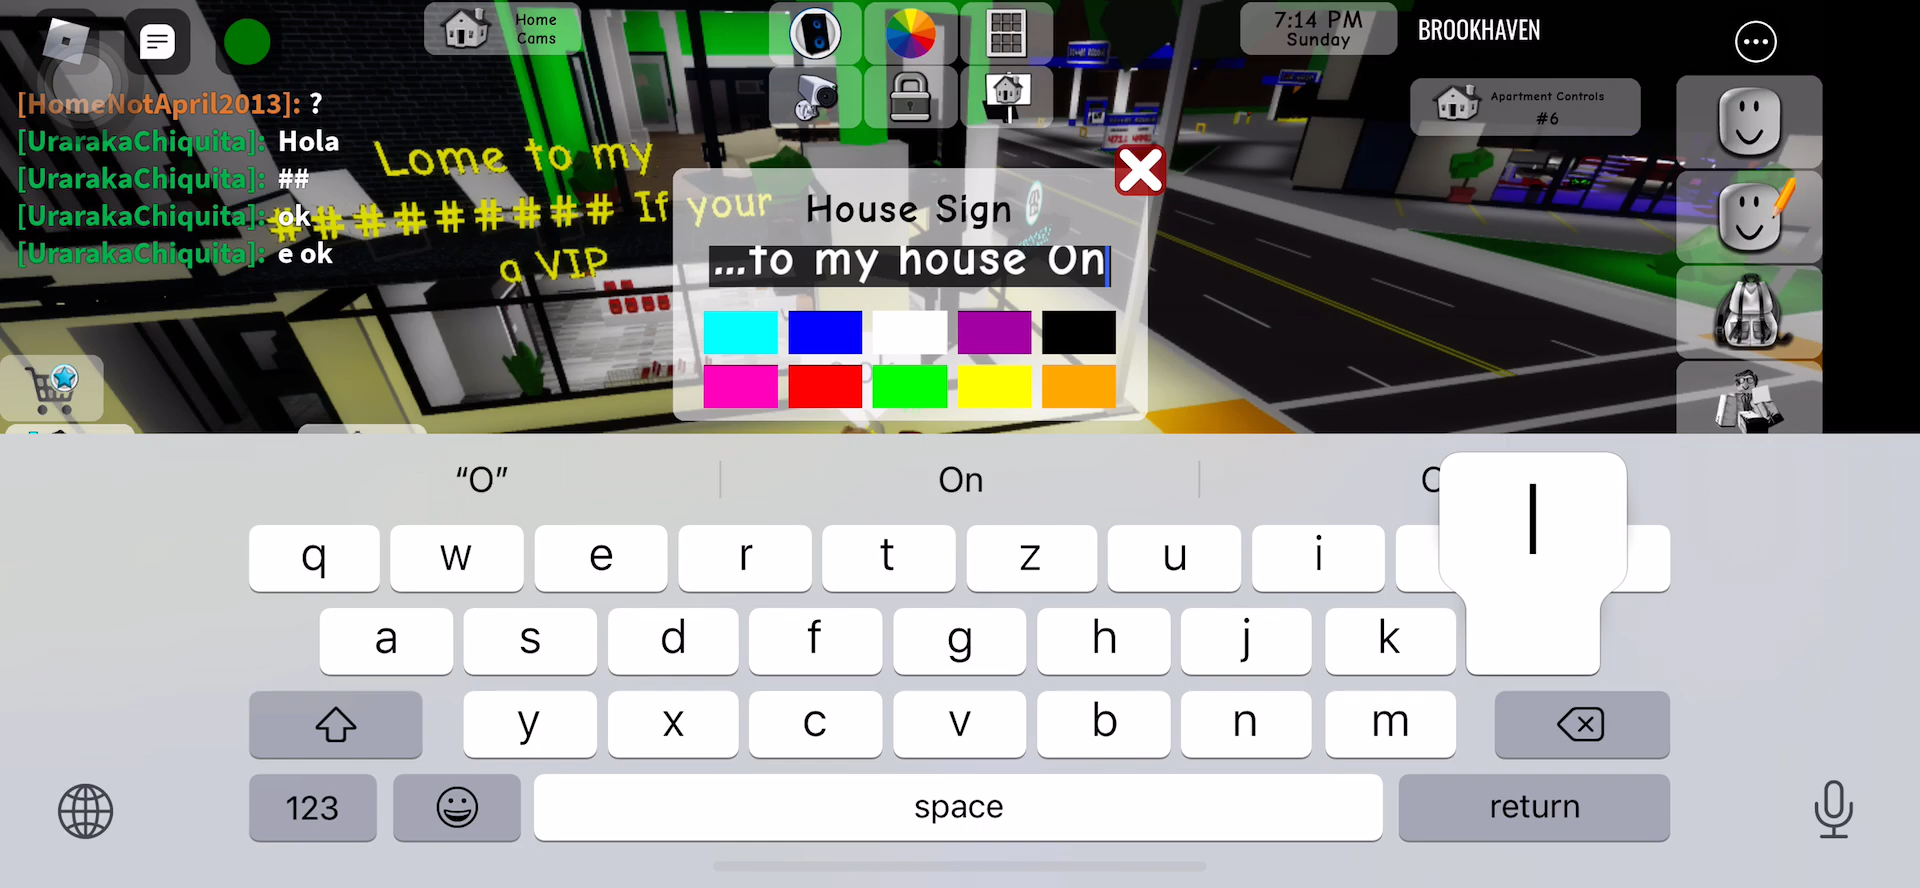 Home
Cams
7:14 PM
Sunday
BROOKHAVEN
Apartment Controls
#6
[HomeNotApril2013]: ?
[UrarakaChiquita]: Hola
[UrarakaChiquita]: ##
[UrarakaChiquita]: ok
[UrarakaChiquita]: e ok
Lome to my
######### If your
a VIP
House Sign
...to my house On
“O” On
l
q w e r t z u i
a s d f g h j k
y x c v b n m
123 space return